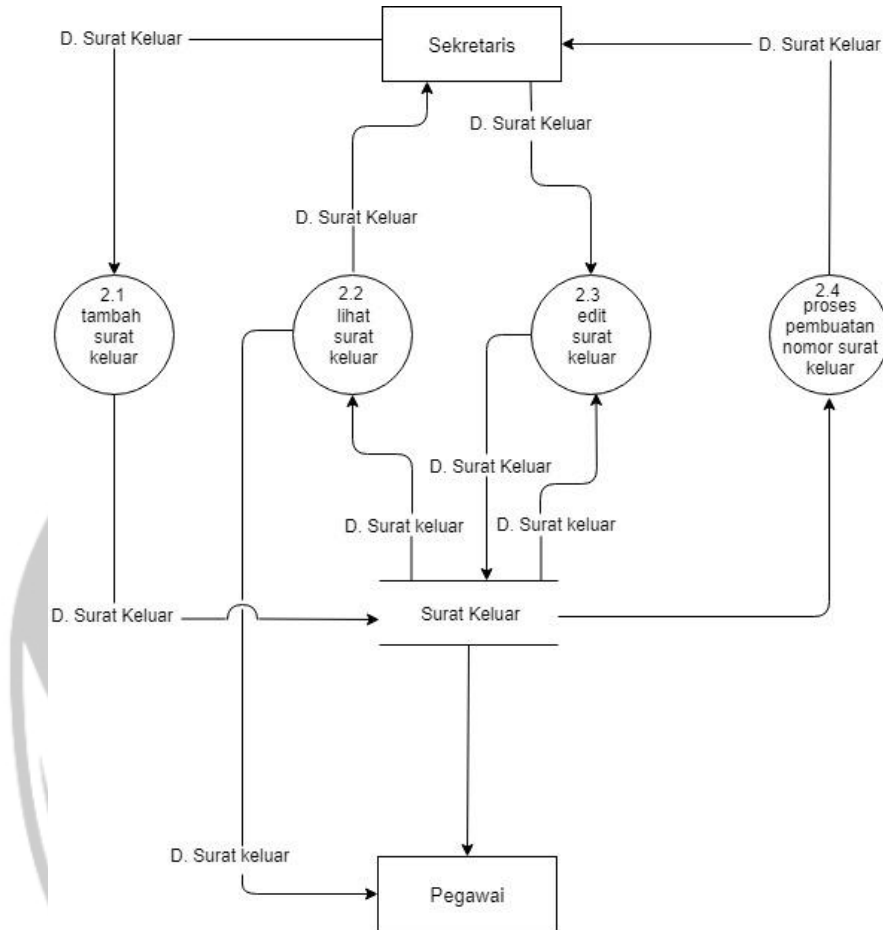 D. Surat Keluar
Sekretaris
D. Surat Keluar
D. Surat Keluar
D. Surat Keluar
2.1
tambah
surat
keluar
2.2
lihat
surat
keluar
2.3
edit
surat
keluar
2.4
proses
pembuatan
nomor surat
keluar
D. Surat Keluar
D. Surat keluar
D. Surat keluar
D. Surat Keluar
Surat Keluar
D. Surat keluar
Pegawai